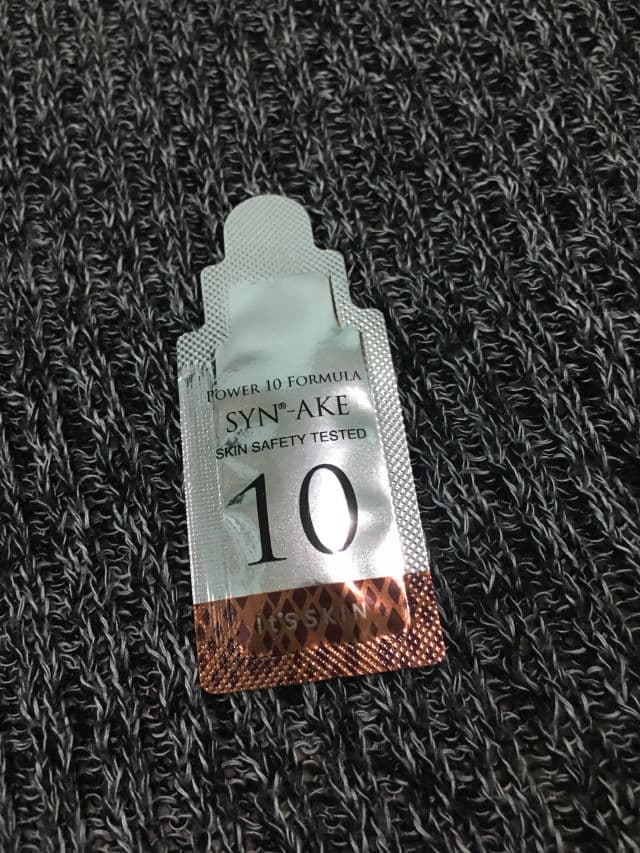 POWER 10 FORMULA
SYN®-AKE
SKIN SAFETY TESTED
10
it's SKIN